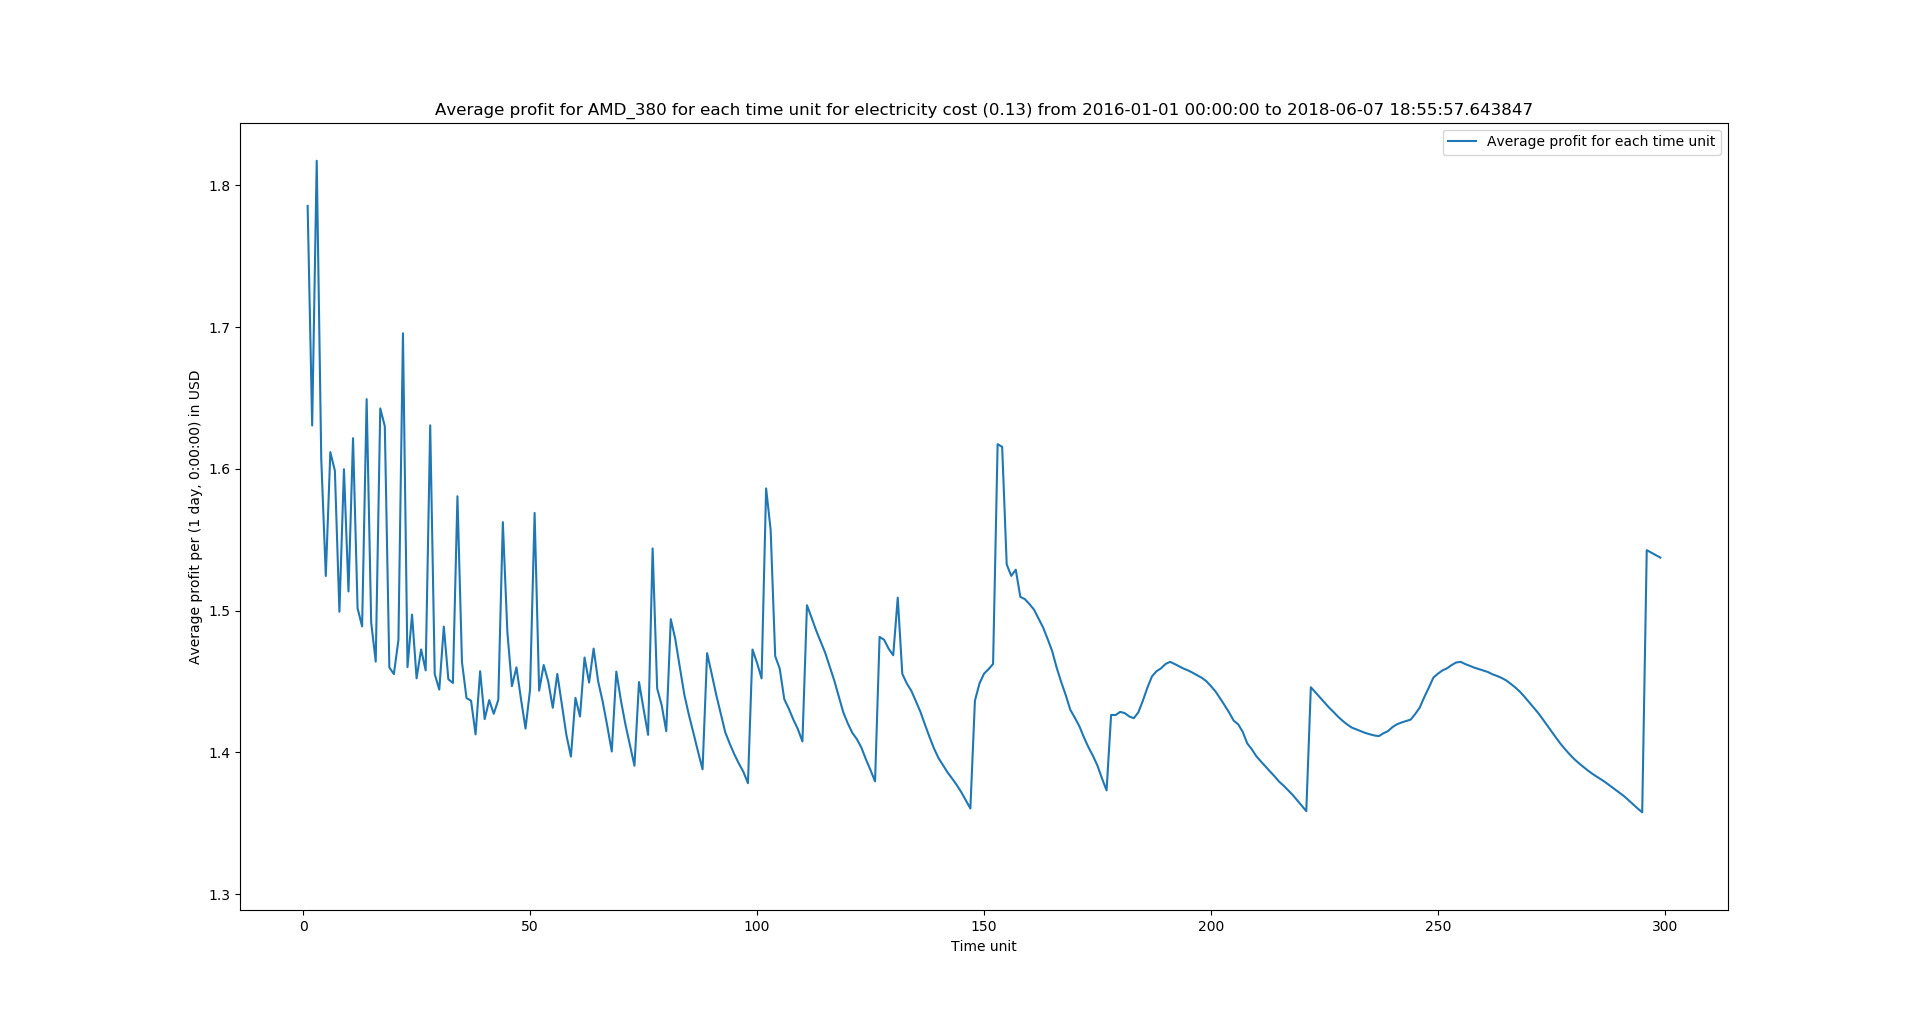 Average profit for AMD_380 for each time unit for electricity cost (0.13) from 2016-01-01 00:00:00 to 2018-06-07 18:55:57.643847
Average profit for each time unit
Average profit per (1 day, 0:00:00) in USD
1.8
1.7
1.6
1.5
1.4
1.3
0 50 100 150 200 250 300
Time unit